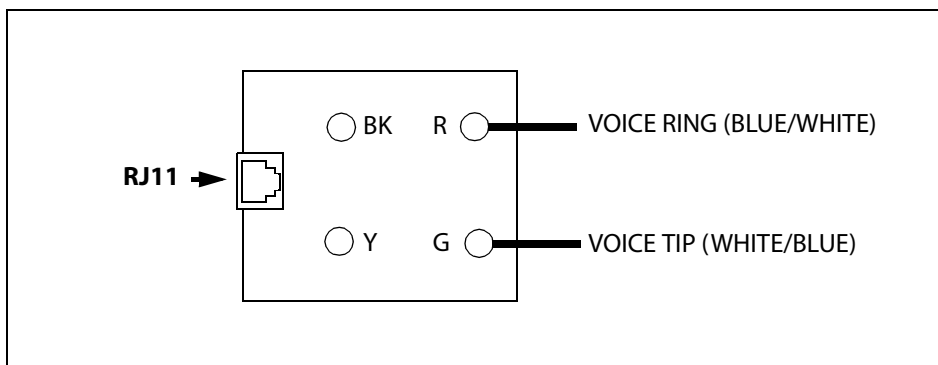 BK R VOICE RING (BLUE/WHITE)
RJ11
Y G VOICE TIP (WHITE/BLUE)